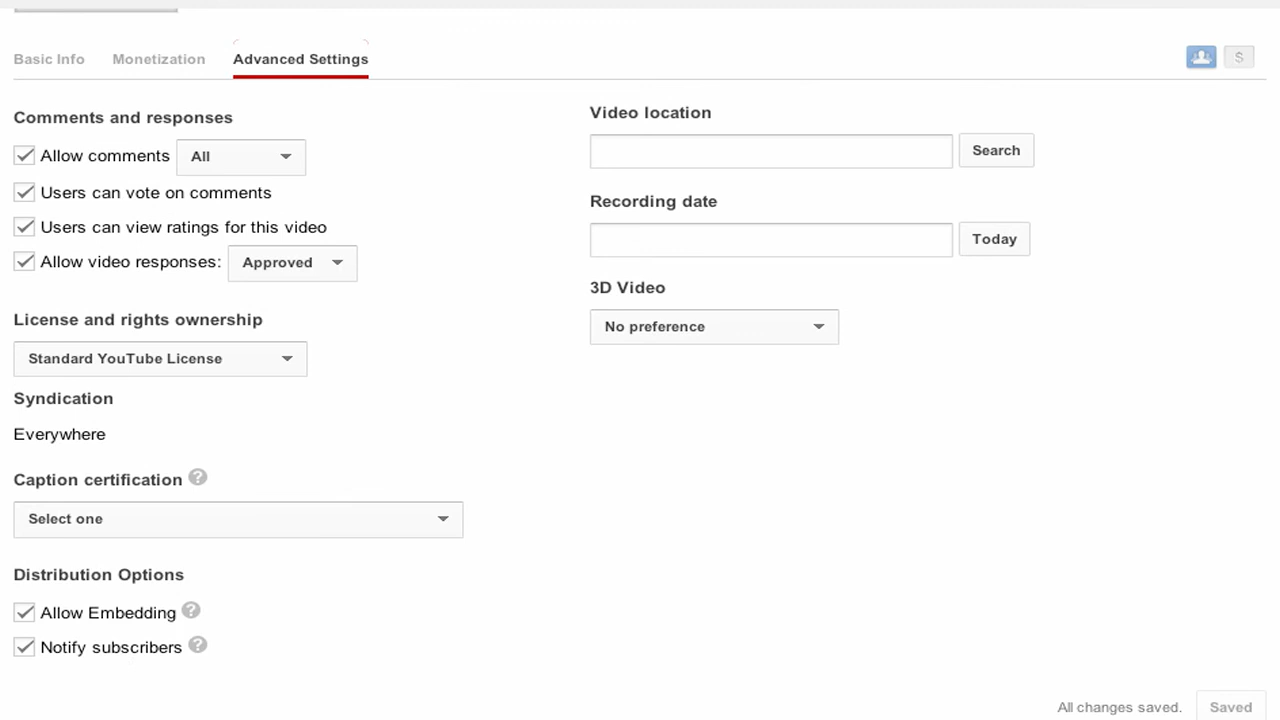 Basic Info Monetization Advanced Settings
$
Comments and responses
Allow comments All
Users can vote on comments
Users can view ratings for this video
Allow video responses: Approved
License and rights ownership
Standard YouTube License
Syndication
Everywhere
Caption certification ?
Select one
Distribution Options
Allow Embedding ?
Notify subscribers ?
Video location
Search
Recording date
Today
3D Video
No preference
All changes saved. Saved